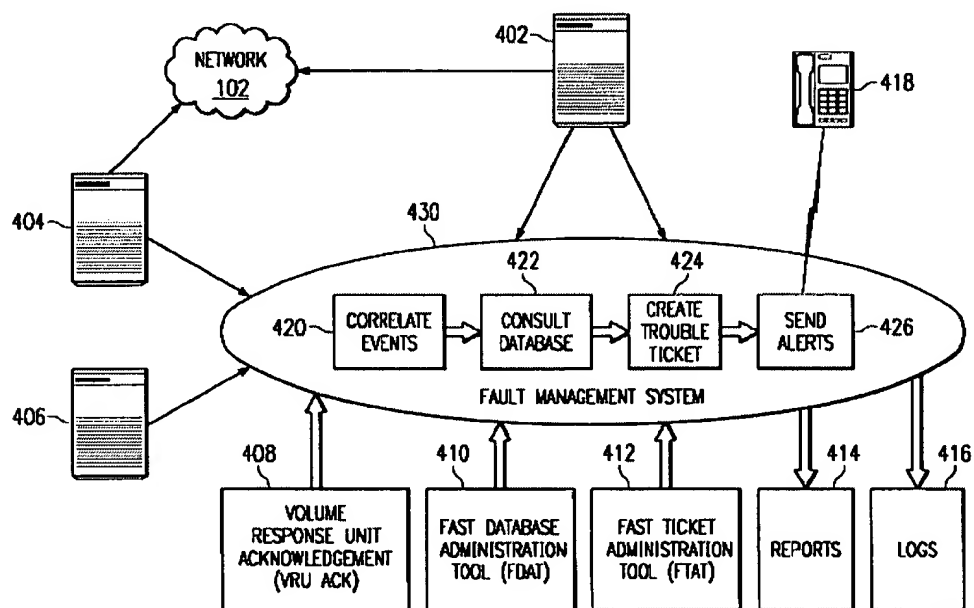 402
NETWORK
102
418
404
430
422
424
420
CORRELATE
EVENTS
CONSULT
DATABASE
CREATE
TROUBLE
TICKET
SEND
ALERTS
426
FAULT MANAGEMENT SYSTEM
406
408
410
412
414
416
VOLUME
RESPONSE UNIT
ACKNOWLEDGEMENT
(VRU ACK)
FAST DATABASE
ADMINISTRATION
TOOL (FDAT)
FAST TICKET
ADMINISTRATION
TOOL (FTAT)
REPORTS
LOGS